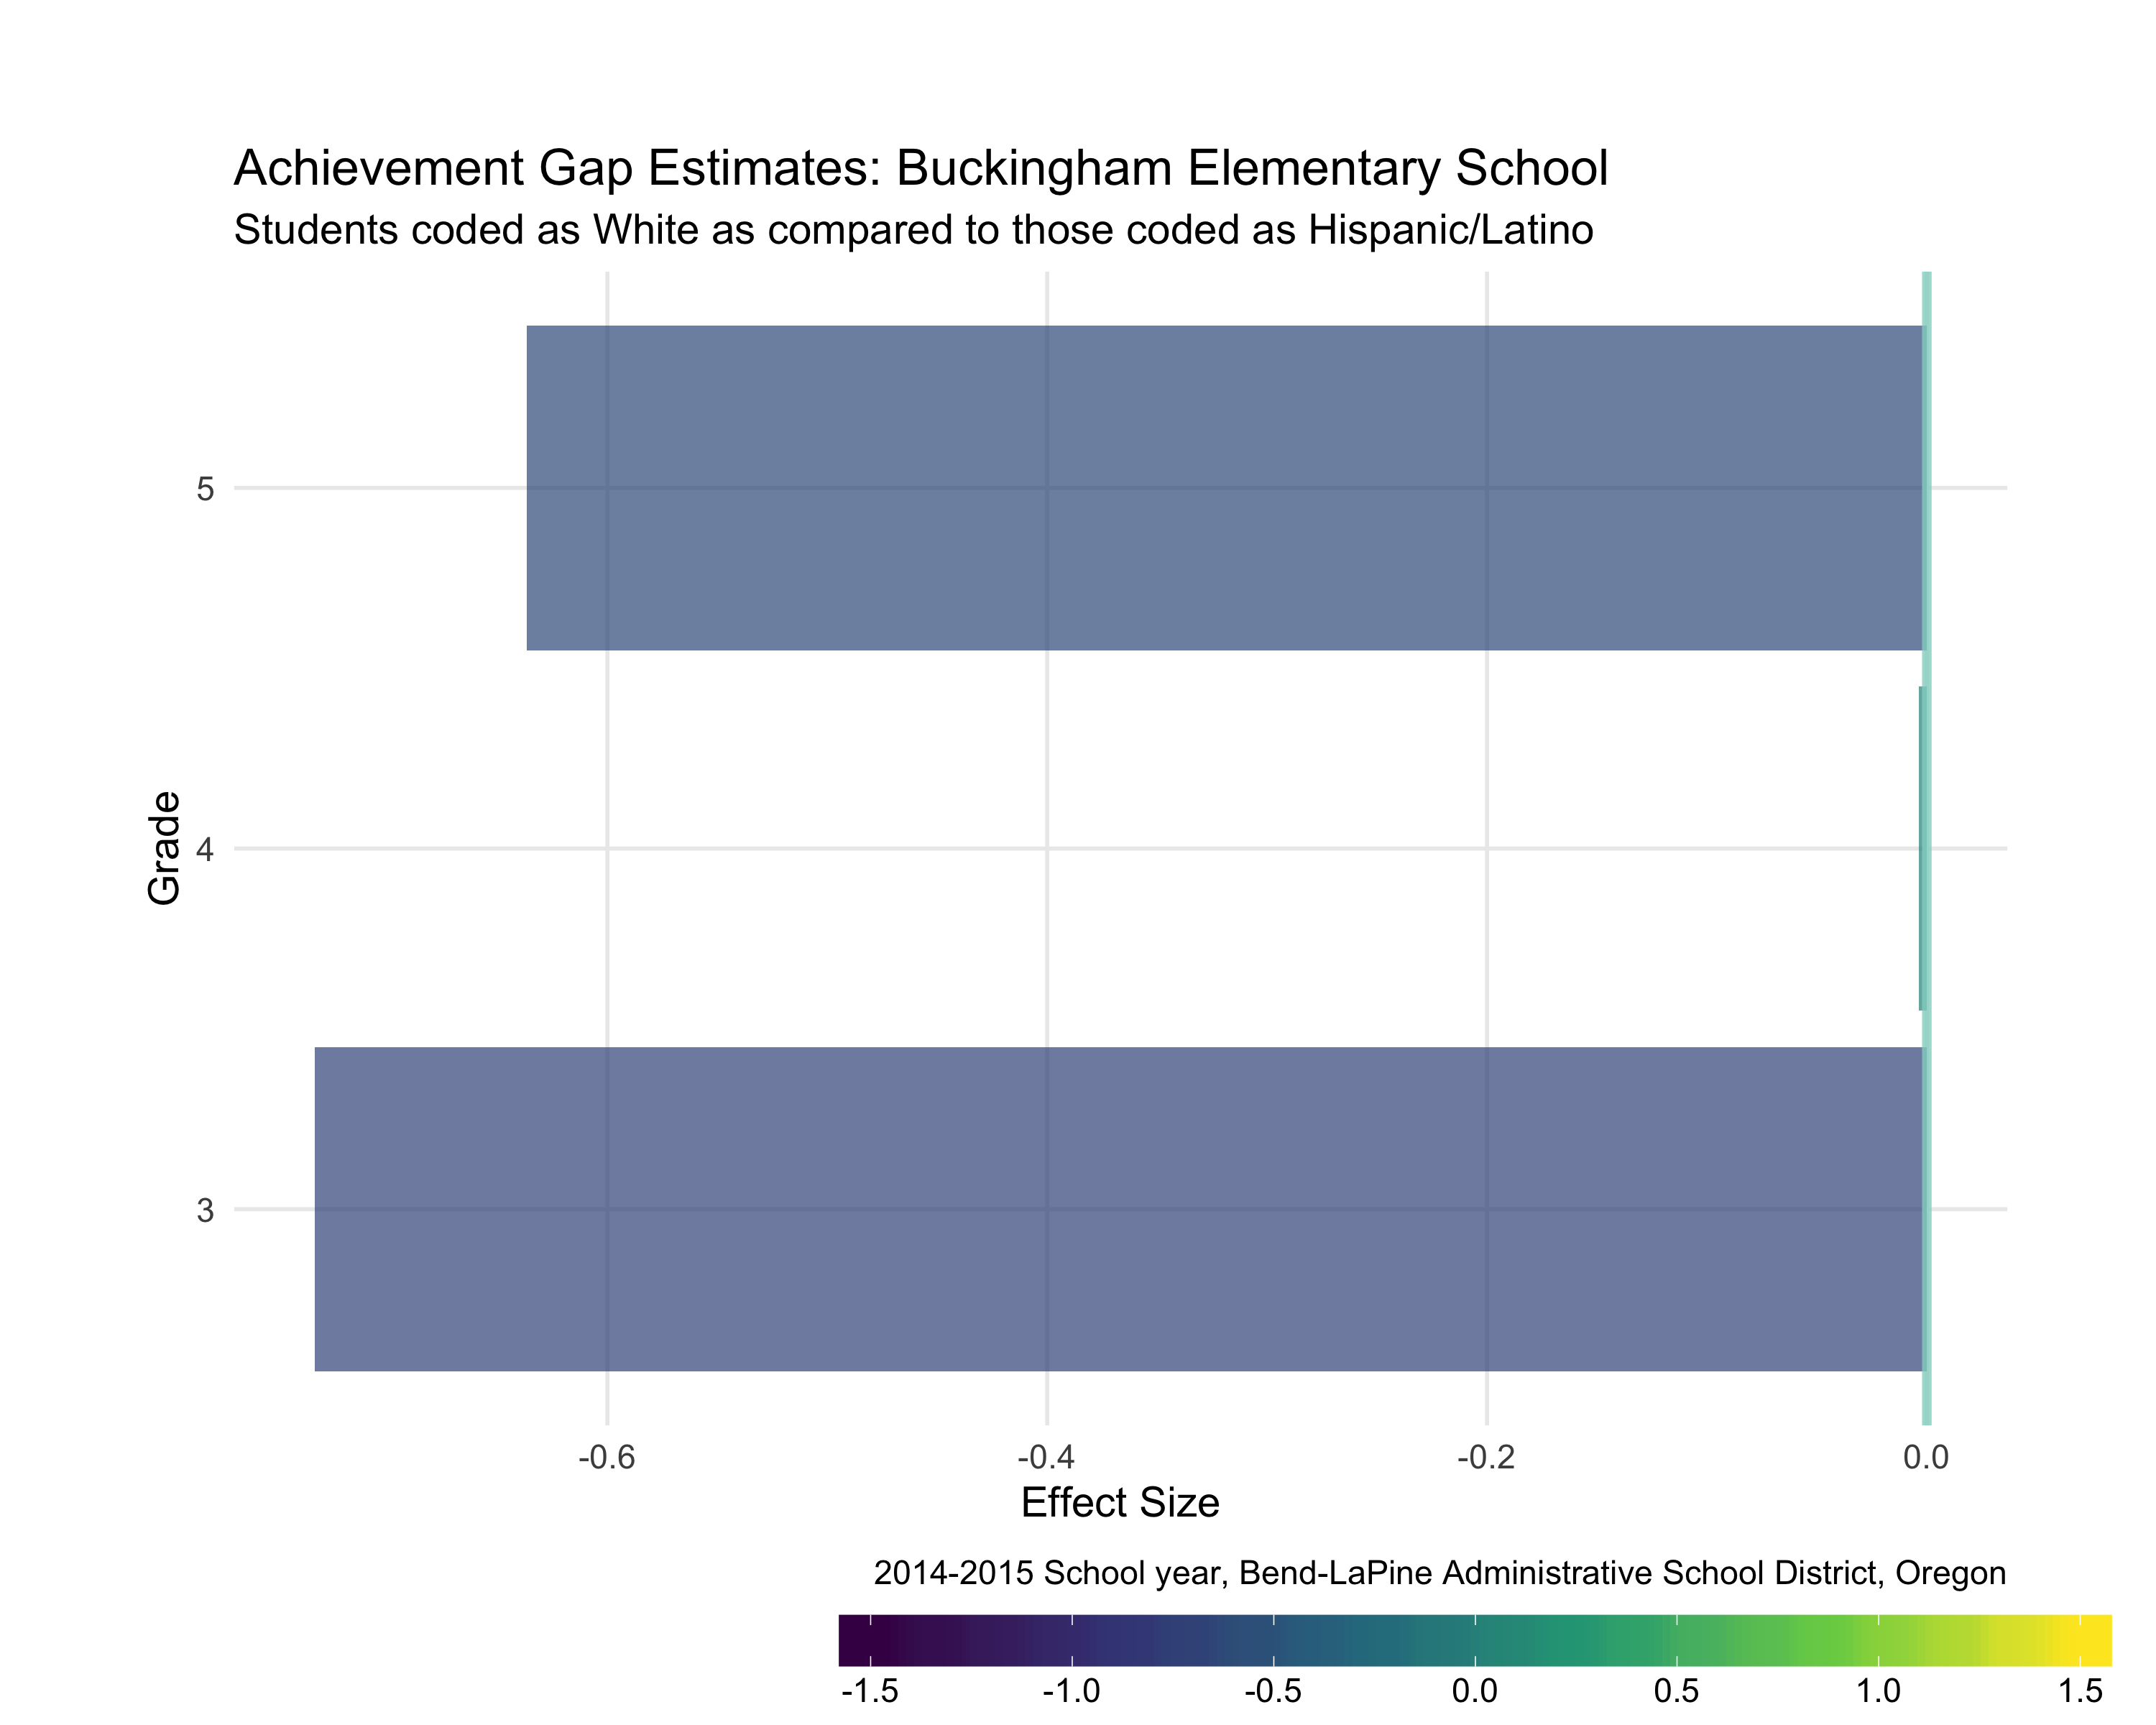 Achievement Gap Estimates: Buckingham Elementary School
Students coded as White as compared to those coded as Hispanic/Latino
5
4
3
Grade
-0.6 -0.4 -0.2 0.0
Effect Size
2014-2015 School year, Bend-LaPine Administrative School District, Oregon
-1.5 -1.0 -0.5 0.0 0.5 1.0 1.5